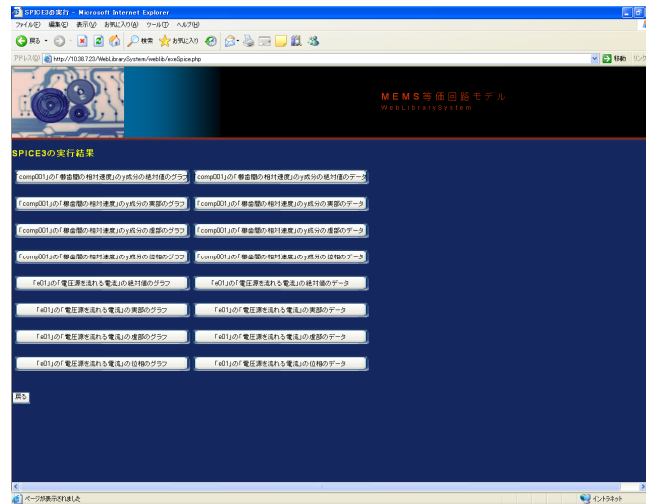 SPICE3の実行 - Microsoft Internet Explorer
ファイル(F) 編集(E) 表示(V) お気に入り(A) ツール(T) ヘルプ(H)
戻る 検索 お気に入り
アドレス(D) http://10.38.7.23/WebLibrarySystem/weblib/exeSpice.php 移動 リンク
MEMS等価回路モデル
WebLibrarySystem
SPICE3の実行結果
「comp001」の「櫛歯間の相対速度」のy成分の絶対値のグラフ 「comp001」の「櫛歯間の相対速度」のy成分の絶対値のデータ
「comp001」の「櫛歯間の相対速度」のy成分の実部のグラフ 「comp001」の「櫛歯間の相対速度」のy成分の実部のデータ
「comp001」の「櫛歯間の相対速度」のy成分の虚部のグラフ 「comp001」の「櫛歯間の相対速度」のy成分の虚部のデータ
「comp001」の「櫛歯間の相対速度」のy成分の位相のグラフ 「comp001」の「櫛歯間の相対速度」のy成分の位相のデータ
「e01」の「電圧源を流れる電流」の絶対値のグラフ 「e01」の「電圧源を流れる電流」の絶対値のデータ
「e01」の「電圧源を流れる電流」の実部のグラフ 「e01」の「電圧源を流れる電流」の実部のデータ
「e01」の「電圧源を流れる電流」の虚部のグラフ 「e01」の「電圧源を流れる電流」の虚部のデータ
「e01」の「電圧源を流れる電流」の位相のグラフ 「e01」の「電圧源を流れる電流」の位相のデータ
戻る
ページが表示されました イントラネット